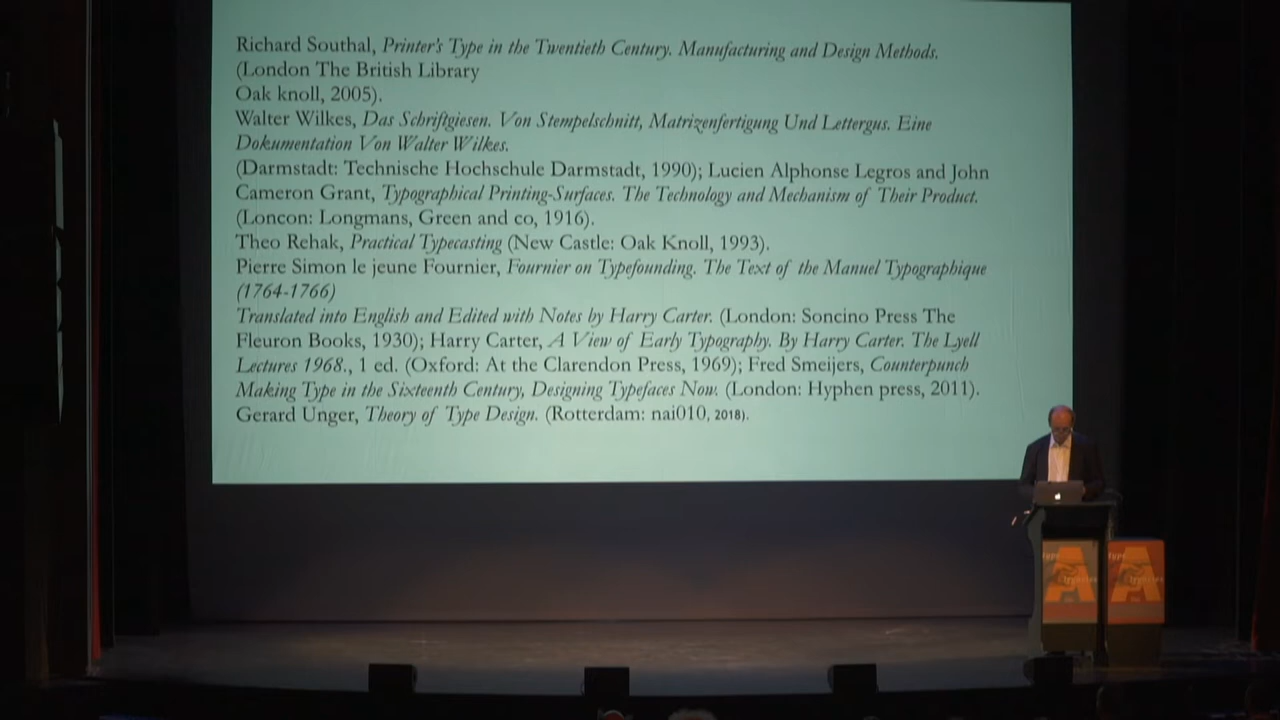 Richard Southal, Printer's Type in the Twentieth Century. Manufacturing and Design Methods.
(London The British Library
Oak knoll, 2005).
Walter Wilkes, Das Schriftgiesen. Von Stempelschnitt, Matrizenfertigung Und Lettergus. Eine
Dokumentation Von Walter Wilkes.
(Darmstadt: Technische Hochschule Darmstadt, 1990); Lucien Alphonse Legros and John
Cameron Grant, Typographical Printing-Surfaces. The Technology and Mechanism of Their Product.
(Loncon: Longmans, Green and co, 1916).
Theo Rehak, Practical Typecasting (New Castle: Oak Knoll, 1993).
Pierre Simon le jeune Fournier, Fournier on Typefounding. The Text of the Manuel Typographique
(1764-1766)
Translated into English and Edited with Notes by Harry Carter. (London: Soncino Press The
Fleuron Books, 1930); Harry Carter, A View of Early Typography. By Harry Carter. The Lyell
Lectures 1968., 1 ed. (Oxford: At the Clarendon Press, 1969); Fred Smeijers, Counterpunch
Making Type in the Sixteenth Century, Designing Typefaces Now. (London: Hyphen press, 2011).
Gerard Unger, Theory of Type Design. (Rotterdam: nai010, 2018).
Type
A
Type
A